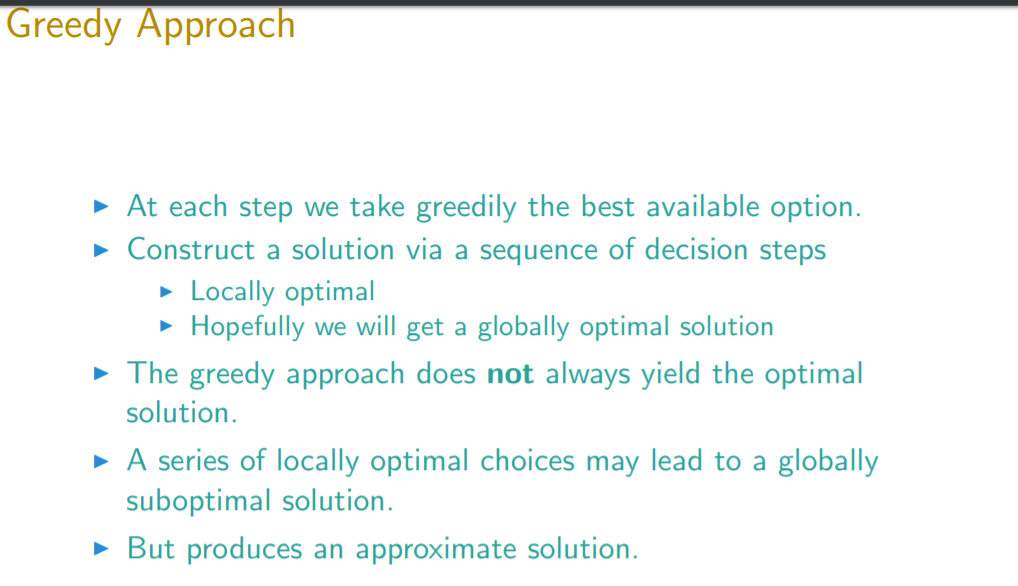 Greedy Approach
At each step we take greedily the best available option.
Construct a solution via a sequence of decision steps
Locally optimal
Hopefully we will get a globally optimal solution
The greedy approach does not always yield the optimal
solution.
A series of locally optimal choices may lead to a globally
suboptimal solution.
But produces an approximate solution.